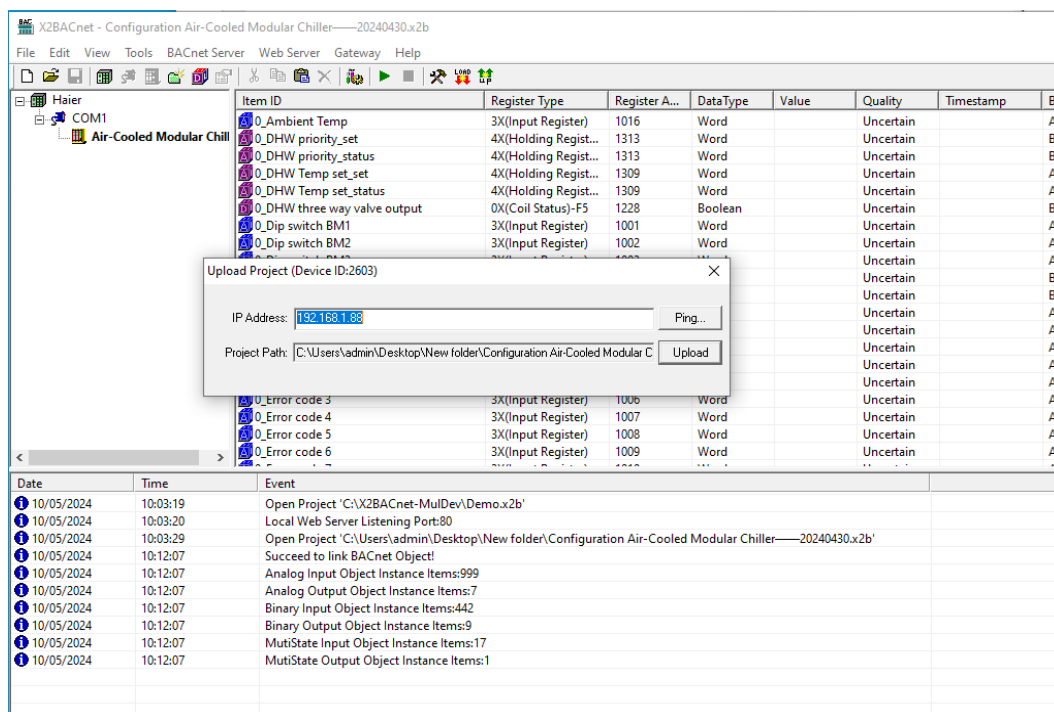 X2BACnet - Configuration Air-Cooled Modular Chiller——20240430.x2b
File Edit View Tools BACnet Server Web Server Gateway Help
Haier
COM1
Air-Cooled Modular Chill
Item ID Register Type Register A... DataType Value Quality Timestamp
0_Ambient Temp 3X(Input Register) 1016 Word Uncertain
0_DHW priority_set 4X(Holding Regist... 1313 Word Uncertain
0_DHW priority_status 4X(Holding Regist... 1313 Word Uncertain
0_DHW Temp set_set 4X(Holding Regist... 1309 Word Uncertain
0_DHW Temp set_status 4X(Holding Regist... 1309 Word Uncertain
0_DHW three way valve output 0X(Coil Status)-F5 1228 Boolean Uncertain
0_Dip switch BM1 3X(Input Register) 1001 Word Uncertain
0_Dip switch BM2 3X(Input Register) 1002 Word Uncertain
Uncertain
Uncertain
Uncertain
Uncertain
Uncertain
Uncertain
Uncertain
Uncertain
0_Error code 3 3X(Input Register) 1006 Word Uncertain
0_Error code 4 3X(Input Register) 1007 Word Uncertain
0_Error code 5 3X(Input Register) 1008 Word Uncertain
0_Error code 6 3X(Input Register) 1009 Word Uncertain
Upload Project (Device ID:2603)
IP Address: 192.168.1.88 Ping...
Project Path: C:\Users\admin\Desktop\New folder\Configuration Air-Cooled Modular C Upload
Date Time Event
10/05/2024 10:03:19 Open Project 'C:\X2BACnet-MulDev\Demo.x2b'
10/05/2024 10:03:20 Local Web Server Listening Port:80
10/05/2024 10:03:29 Open Project 'C:\Users\admin\Desktop\New folder\Configuration Air-Cooled Modular Chiller——20240430.x2b'
10/05/2024 10:12:07 Succeed to link BACnet Object!
10/05/2024 10:12:07 Analog Input Object Instance Items:999
10/05/2024 10:12:07 Analog Output Object Instance Items:7
10/05/2024 10:12:07 Binary Input Object Instance Items:442
10/05/2024 10:12:07 Binary Output Object Instance Items:9
10/05/2024 10:12:07 MutiState Input Object Instance Items:17
10/05/2024 10:12:07 MutiState Output Object Instance Items:1